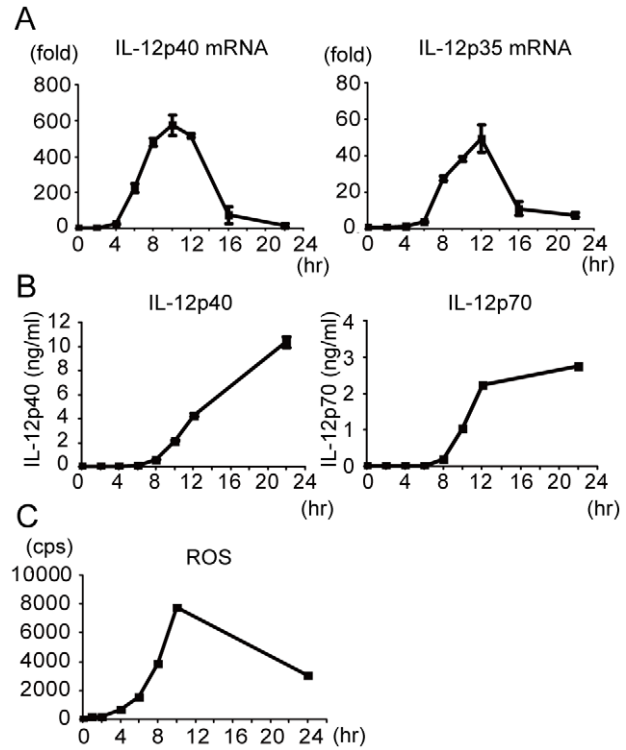 A
(fold) IL-12p40 mRNA
800
600
400
200
0
0 4 8 12 16 20 24
(hr)
(fold) IL-12p35 mRNA
80
60
40
20
0
0 4 8 12 16 20 24
(hr)
B
IL-12p40
IL-12p40 (ng/ml)
12
10
8
6
4
2
0
0 4 8 12 16 20 24
(hr)
IL-12p70
IL-12p70 (ng/ml)
4
3
2
1
0
0 4 8 12 16 20 24
(hr)
C
(cps)
ROS
10000
8000
6000
4000
2000
0
0 4 8 12 16 20 24 (hr)